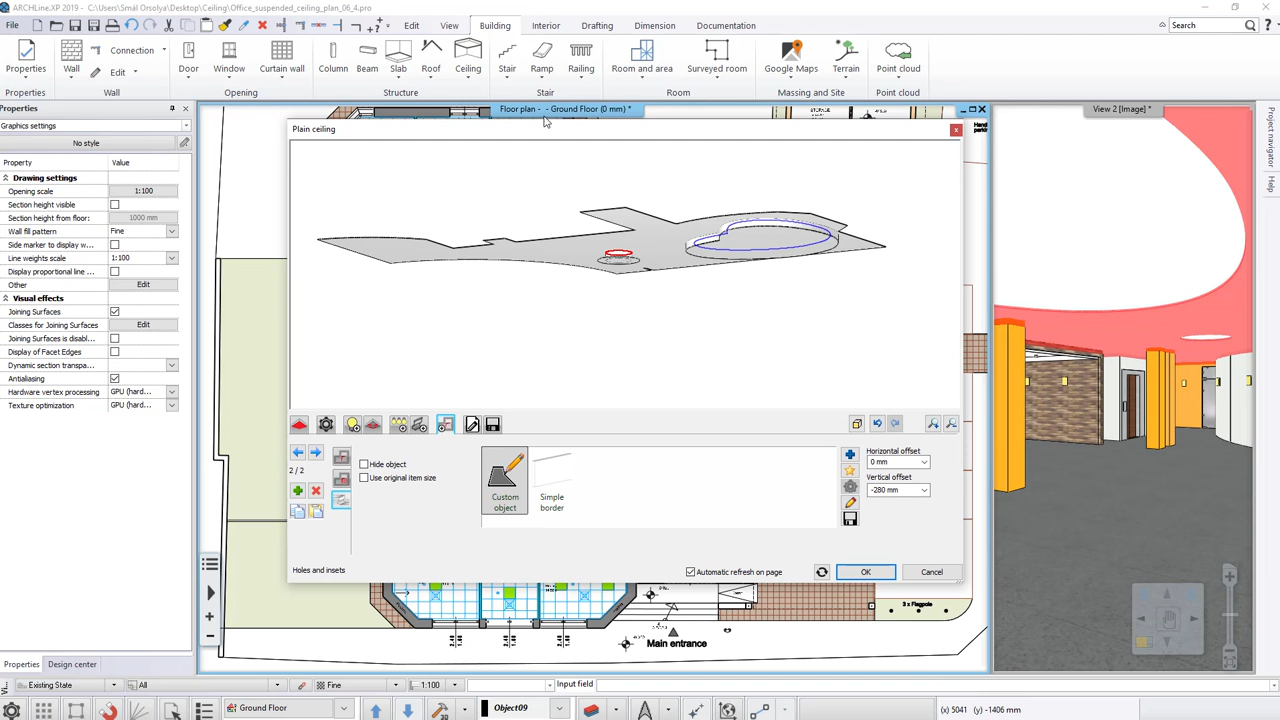 ARCHLine.XP 2019 - C:\Users\Smál Orsolya\Desktop\Ceiling\Office_suspended_ceiling_plan_06_4.pro
File Edit View Building Interior Drafting Dimension Documentation Search
Properties Wall Connection Edit Door Window Curtain wall Column Beam Slab Roof Ceiling Stair Ramp Railing Room and area Surveyed room Google Maps Terrain Point cloud
Properties Wall Opening Structure Stair Room Massing and Site Point cloud
Properties
Floor plan - - Ground Floor (0 mm) *
View 2 [Image] *
Project navigator
Help
Graphics settings
No style
Property Value
Drawing settings
Opening scale 1:100
Section height visible
Section height from floor: 1000 mm
Wall fill pattern Fine
Side marker to display w...
Line weights scale 1:100
Display proportional line ...
Other Edit
Visual effects
Joining Surfaces
Classes for Joining Surfaces Edit
Joining Surfaces is disabl...
Display of Facet Edges
Dynamic section transpa...
Antialiasing
Hardware vertex processing GPU (hard...
Texture optimization GPU (hard...
Plain ceiling
2 / 2
Hide object
Use original item size
Custom object
Simple border
Horizontal offset
0 mm
Vertical offset
-280 mm
Holes and insets
Automatic refresh on page
OK
Cancel
3 x Flagpole
Main entrance
Properties Design center
Existing State All Fine 1:100 Input field
Ground Floor Object09 (x) 5041 (y) -1406 mm